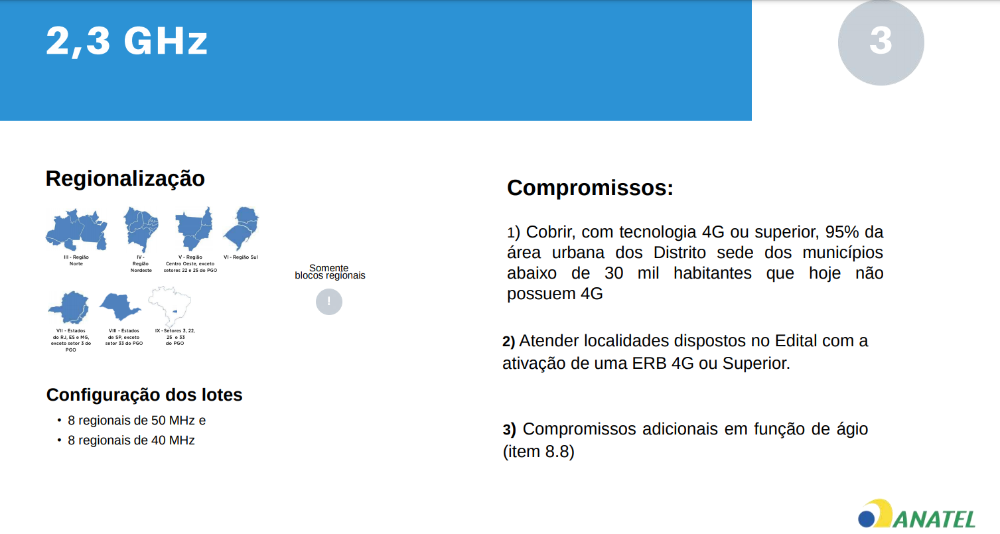 2,3 GHz
3
Regionalização
III - Região
Norte
IV -
Região
Nordeste
V - Região
Centro Oeste, exceto
setores 22 e 25 do PGO
VI - Região Sul
VII - Estados
do RJ, ES e MG,
exceto setor 3 do
PGO
VIII - Estados
de SP, exceto
setor 33 do PGO
IX - Setores 3, 22,
25 e 33
do PGO
Somente
blocos regionais
!
Configuração dos lotes
• 8 regionais de 50 MHz e
• 8 regionais de 40 MHz
Compromissos:
1) Cobrir, com tecnologia 4G ou superior, 95% da
área urbana dos Distrito sede dos municípios
abaixo de 30 mil habitantes que hoje não
possuem 4G
2) Atender localidades dispostos no Edital com a
ativação de uma ERB 4G ou Superior.
3) Compromissos adicionais em função de ágio
(item 8.8)
ANATEL